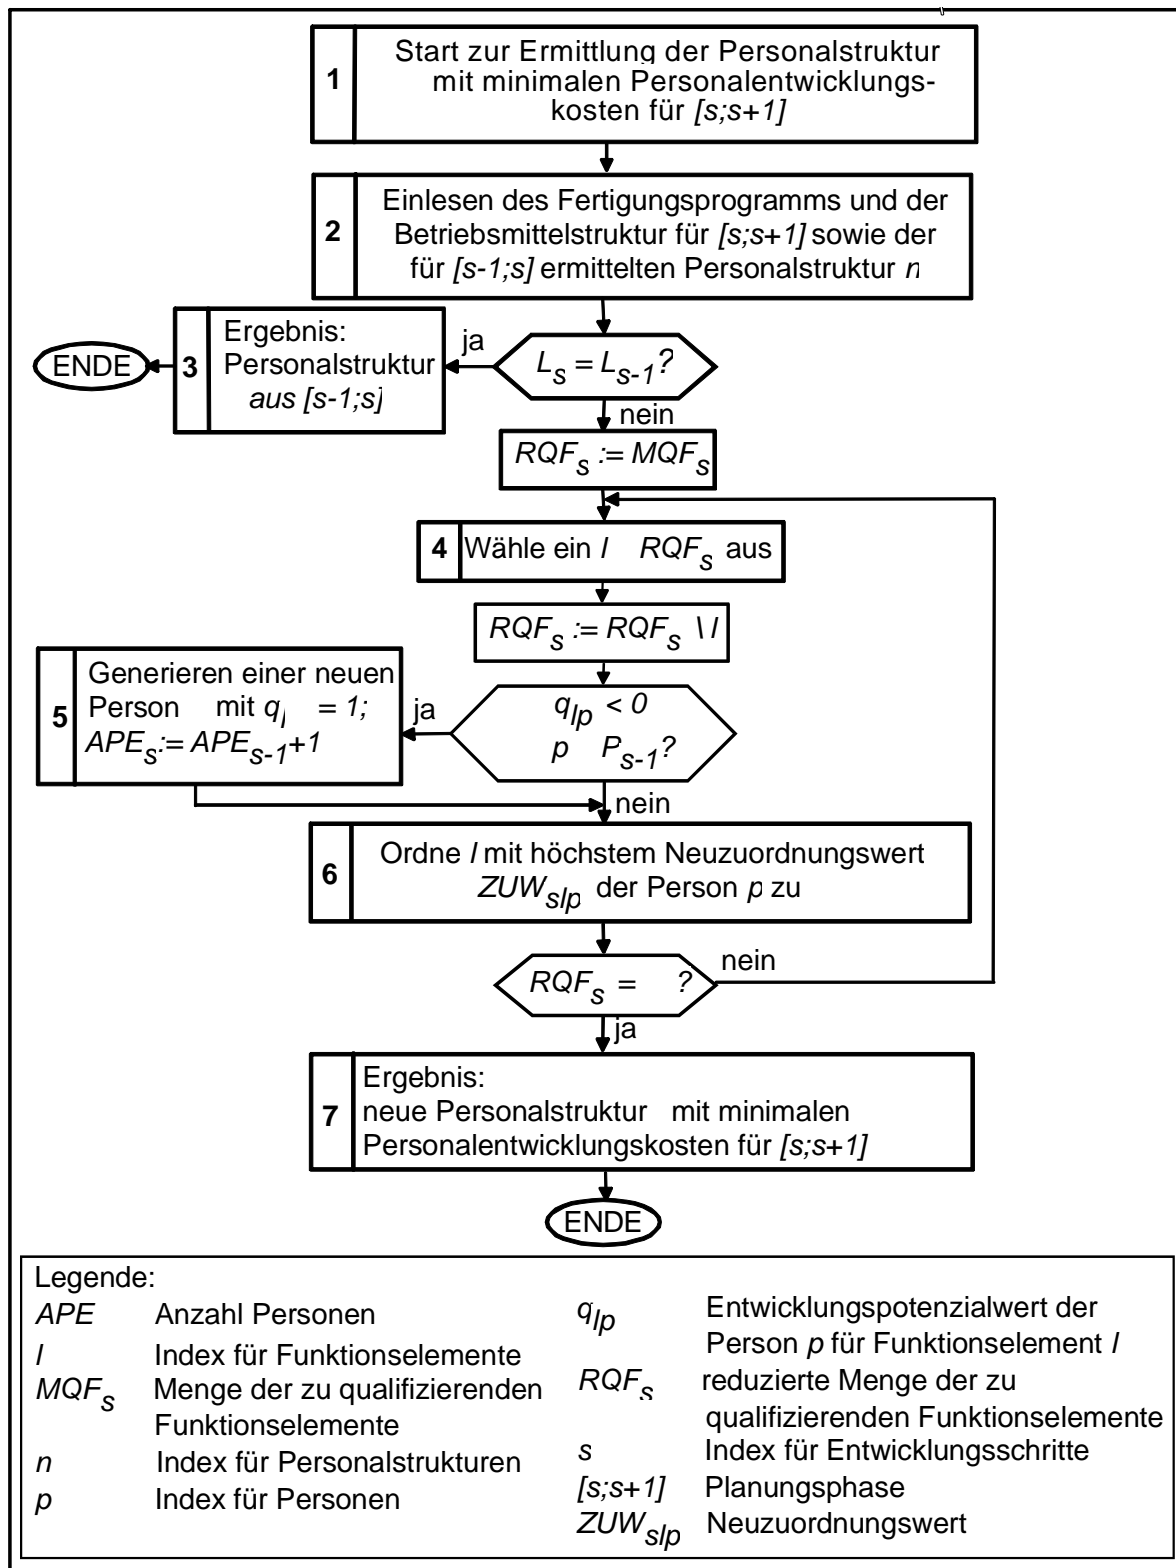 1
Start zur Ermittlung der Personalstruktur
mit minimalen Personalentwicklungs-
kosten für [s;s+1]
2
Einlesen des Fertigungsprogramms und der
Betriebsmittelstruktur für [s;s+1] sowie der
für [s-1;s] ermittelten Personalstruktur n
L_s = L_s-1?
ja
3
Ergebnis:
Personalstruktur
aus [s-1;s]
ENDE
nein
RQF_s := MQF_s
4
Wähle ein l RQF_s aus
RQF_s := RQF_s \ l
q_lp < 0
p P_s-1?
ja
5
Generieren einer neuen
Person mit q_l = 1;
APE_s := APE_s-1+1
nein
6
Ordne l mit höchstem Neuzuordnungswert
ZUW_slp der Person p zu
RQF_s = ?
nein
ja
7
Ergebnis:
neue Personalstruktur mit minimalen
Personalentwicklungskosten für [s;s+1]
ENDE
Legende:
APE Anzahl Personen
l Index für Funktionselemente
MQF_s Menge der zu qualifizierenden
Funktionselemente
n Index für Personalstrukturen
p Index für Personen
q_lp Entwicklungspotenzialwert der
Person p für Funktionselement l
RQF_s reduzierte Menge der zu
qualifizierenden Funktionselemente
s Index für Entwicklungsschritte
[s;s+1] Planungsphase
ZUW_slp Neuzuordnungswert